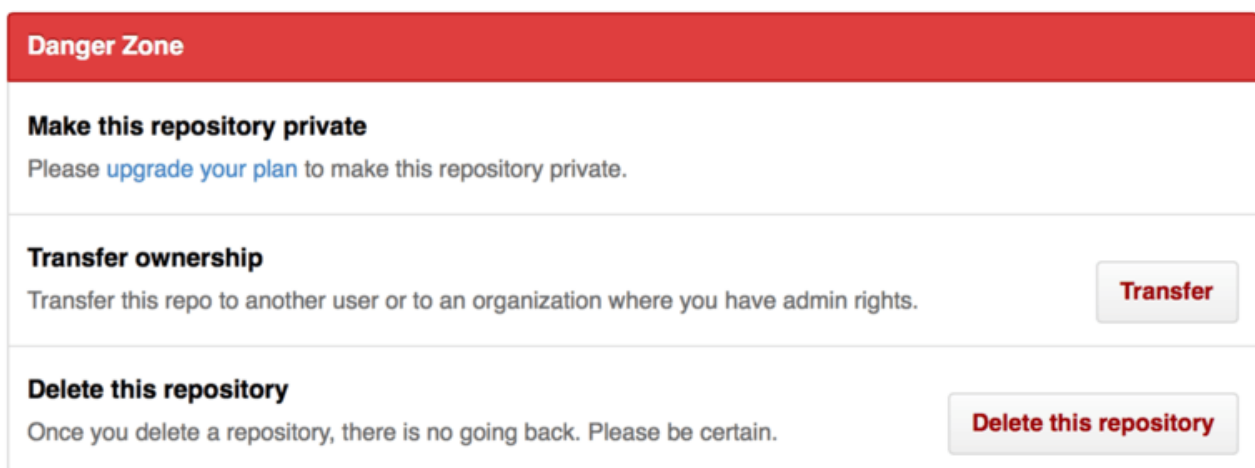 Danger Zone
Make this repository private
Please upgrade your plan to make this repository private.
Transfer ownership
Transfer this repo to another user or to an organization where you have admin rights.
Transfer
Delete this repository
Once you delete a repository, there is no going back. Please be certain.
Delete this repository